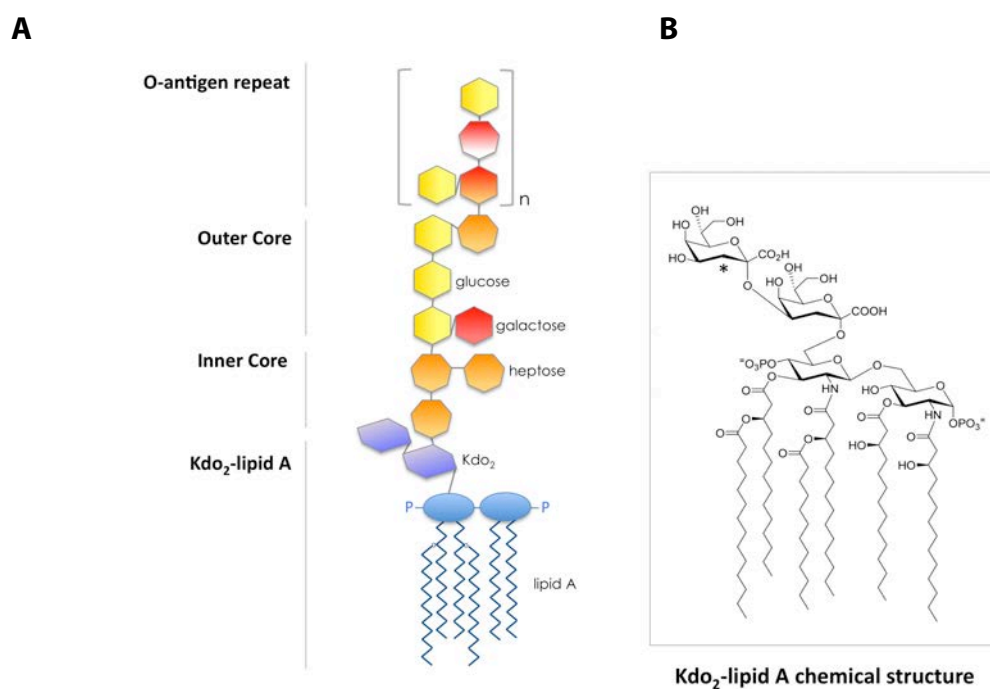 A
B
O-antigen repeat
n
Outer Core
glucose
galactose
Inner Core
heptose
Kdo₂-lipid A
Kdo₂
P
P
lipid A
OH
HO
OH
HO
O
CO₂H
*
OH
O
HO
OH
O
COOH
O
"O₃PO
O
O
O
HN
O
HO
O
O
HN
OPO₃"
O
O
O
O
O
O
O
O
HO
HO
Kdo₂-lipid A chemical structure